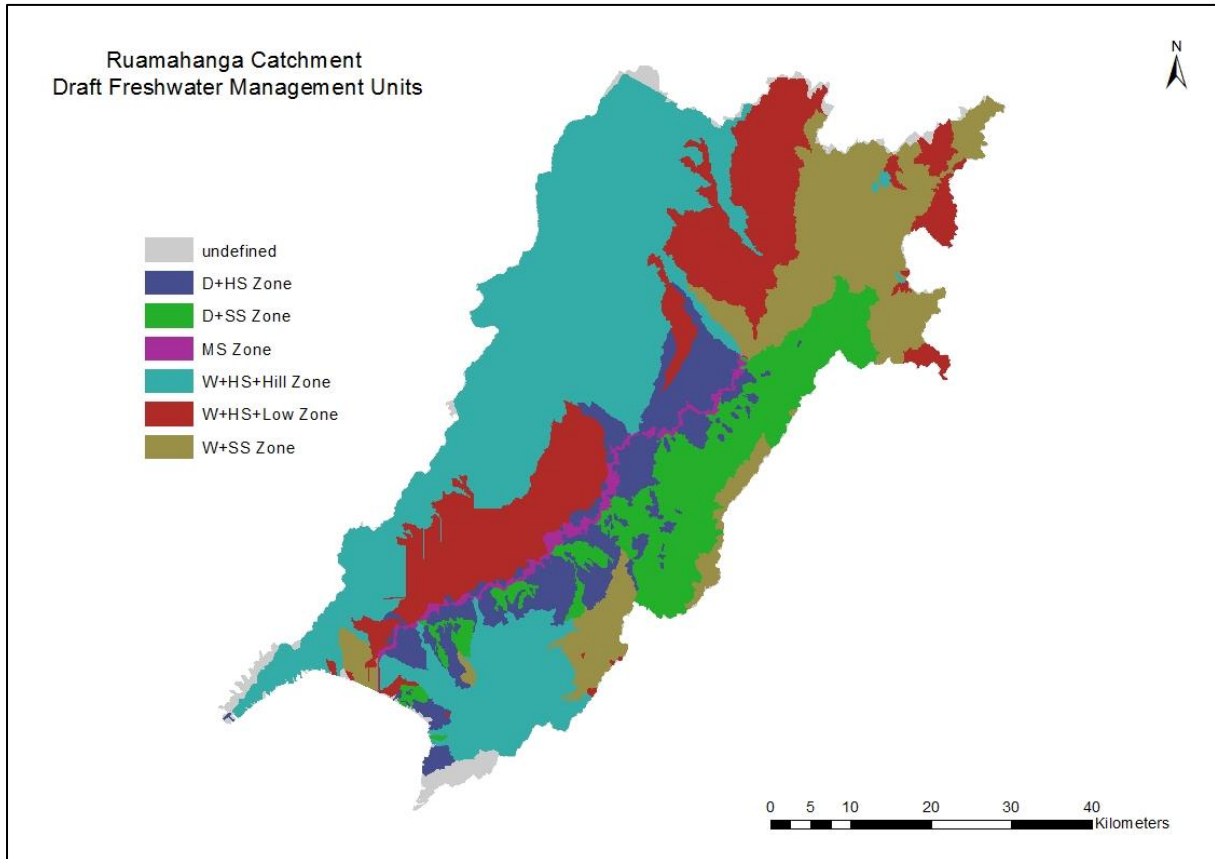 Ruamahanga Catchment
Draft Freshwater Management Units
N
undefined
D+HS Zone
D+SS Zone
MS Zone
W+HS+Hill Zone
W+HS+Low Zone
W+SS Zone
0 5 10 20 30 40
Kilometers